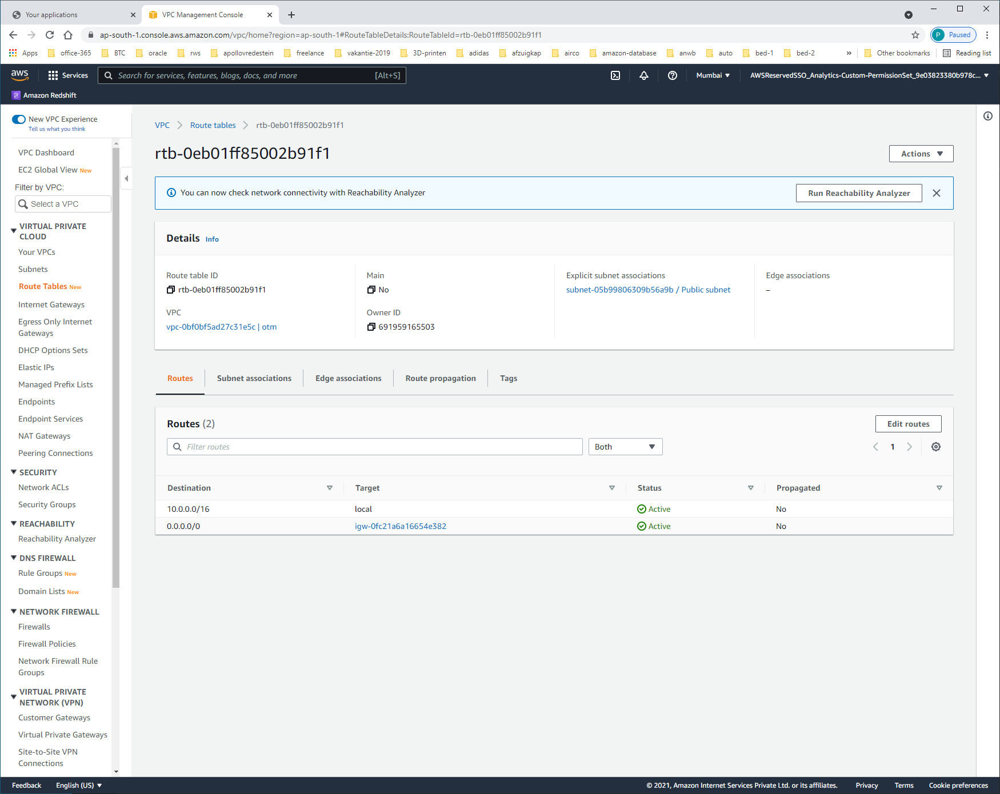 Your applications
VPC Management Console
ap-south-1.console.aws.amazon.com/vpc/home?region=ap-south-1#RouteTableDetails:RouteTableId=rtb-0eb01ff85002b91f1
P Paused
Apps office-365 BTC oracle rws apollovredestein freelance vakantie-2019 3D-printen adidas afzuigkap airco amazon-database anwb auto bed-1 bed-2 » Other bookmarks Reading list
aws Services Search for services, features, blogs, docs, and more [Alt+S] Mumbai AWSReservedSSO_Analytics-Custom-PermissionSet_9e03823380b978c...
Amazon Redshift
New VPC Experience
Tell us what you think
VPC Dashboard
EC2 Global View New
Filter by VPC:
Select a VPC
VIRTUAL PRIVATE
CLOUD
Your VPCs
Subnets
Route Tables New
Internet Gateways
Egress Only Internet
Gateways
DHCP Options Sets
Elastic IPs
Managed Prefix Lists
Endpoints
Endpoint Services
NAT Gateways
Peering Connections
SECURITY
Network ACLs
Security Groups
REACHABILITY
Reachability Analyzer
DNS FIREWALL
Rule Groups New
Domain Lists New
NETWORK FIREWALL
Firewalls
Firewall Policies
Network Firewall Rule
Groups
VIRTUAL PRIVATE
NETWORK (VPN)
Customer Gateways
Virtual Private Gateways
Site-to-Site VPN
Connections
VPC Route tables rtb-0eb01ff85002b91f1
rtb-0eb01ff85002b91f1
Actions
You can now check network connectivity with Reachability Analyzer
Run Reachability Analyzer
Details Info
Route table ID
rtb-0eb01ff85002b91f1
VPC
vpc-0bf0bf5ad27c31e5c | otm
Main
No
Owner ID
691959165503
Explicit subnet associations
subnet-05b99806309b56a9b / Public subnet
Edge associations
–
Routes Subnet associations Edge associations Route propagation Tags
Routes (2)
Edit routes
Filter routes
Both
1
Destination Target Status Propagated
10.0.0.0/16 local Active No
0.0.0.0/0 igw-0fc21a6a16654e382 Active No
Feedback English (US) © 2021, Amazon Internet Services Private Ltd. or its affiliates. Privacy Terms Cookie preferences